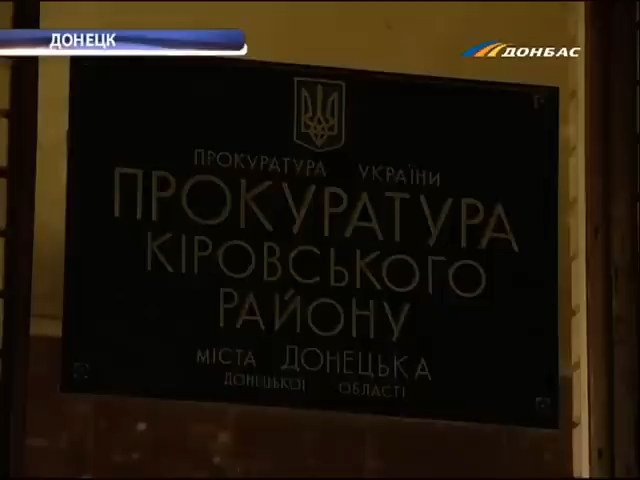 ДОНЕЦК
ДОНБАС
ПРОКУРАТУРА УКРАЇНИ
ПРОКУРАТУРА
КІРОВСЬКОГО
РАЙОНУ
МІСТА ДОНЕЦЬКА
ДОНЕЦЬКОЇ ОБЛАСТІ